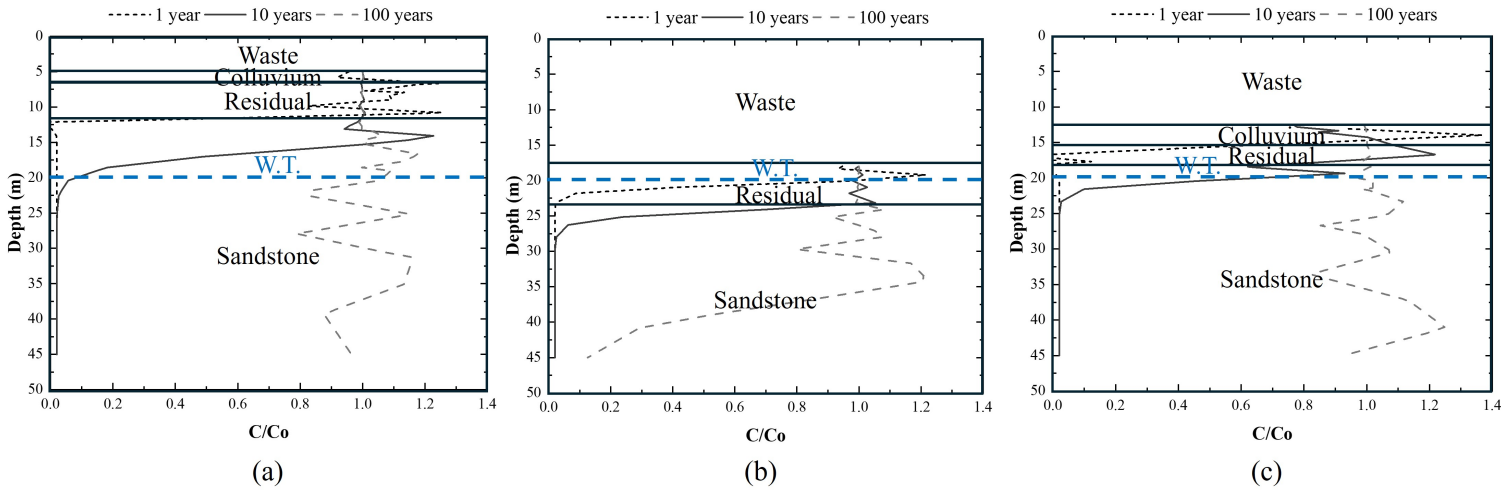 1 year 10 years 100 years
0
5
10
15
20
25
30
35
40
45
50
Depth (m)
Waste
Colluvium
Residual
W.T.
Sandstone
0.0 0.2 0.4 0.6 0.8 1.0 1.2 1.4
C/Co
(a)
1 year 10 years 100 years
0
5
10
15
20
25
30
35
40
45
50
Depth (m)
Waste
W.T.
Residual
Sandstone
0.0 0.2 0.4 0.6 0.8 1.0 1.2 1.4
C/Co
(b)
1 year 10 years 100 years
0
5
10
15
20
25
30
35
40
45
50
Depth (m)
Waste
Colluvium
Residual
W.T.
Sandstone
0.0 0.2 0.4 0.6 0.8 1.0 1.2 1.4
C/Co
(c)